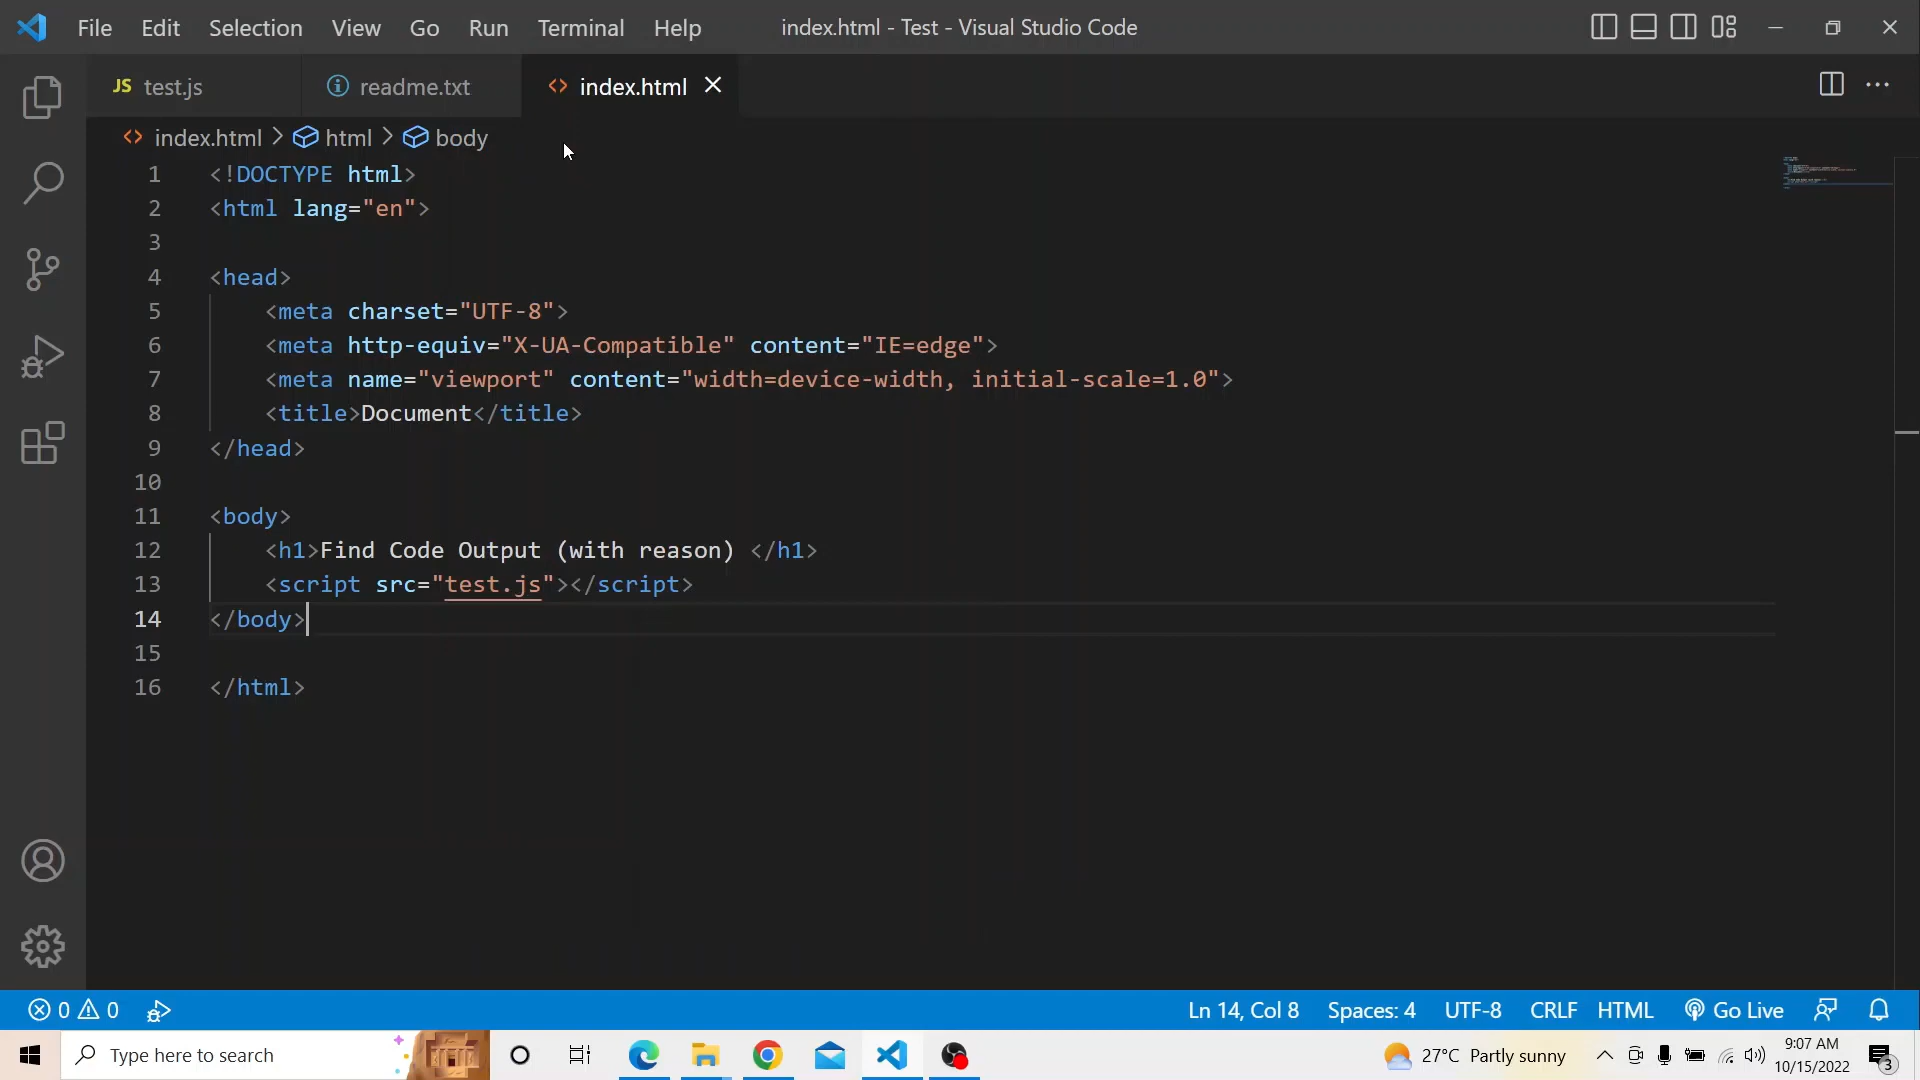 File Edit Selection View Go Run Terminal Help index.html - Test - Visual Studio Code
JS test.js readme.txt index.html
index.html > html > body
1 <!DOCTYPE html>
2 <html lang="en">
3
4 <head>
5 <meta charset="UTF-8">
6 <meta http-equiv="X-UA-Compatible" content="IE=edge">
7 <meta name="viewport" content="width=device-width, initial-scale=1.0">
8 <title>Document</title>
9 </head>
10
11 <body>
12 <h1>Find Code Output (with reason) </h1>
13 <script src="test.js"></script>
14 </body>
15
16 </html>
0 0 Ln 14, Col 8 Spaces: 4 UTF-8 CRLF HTML Go Live
Type here to search 27°C Partly sunny 9:07 AM
10/15/2022 3